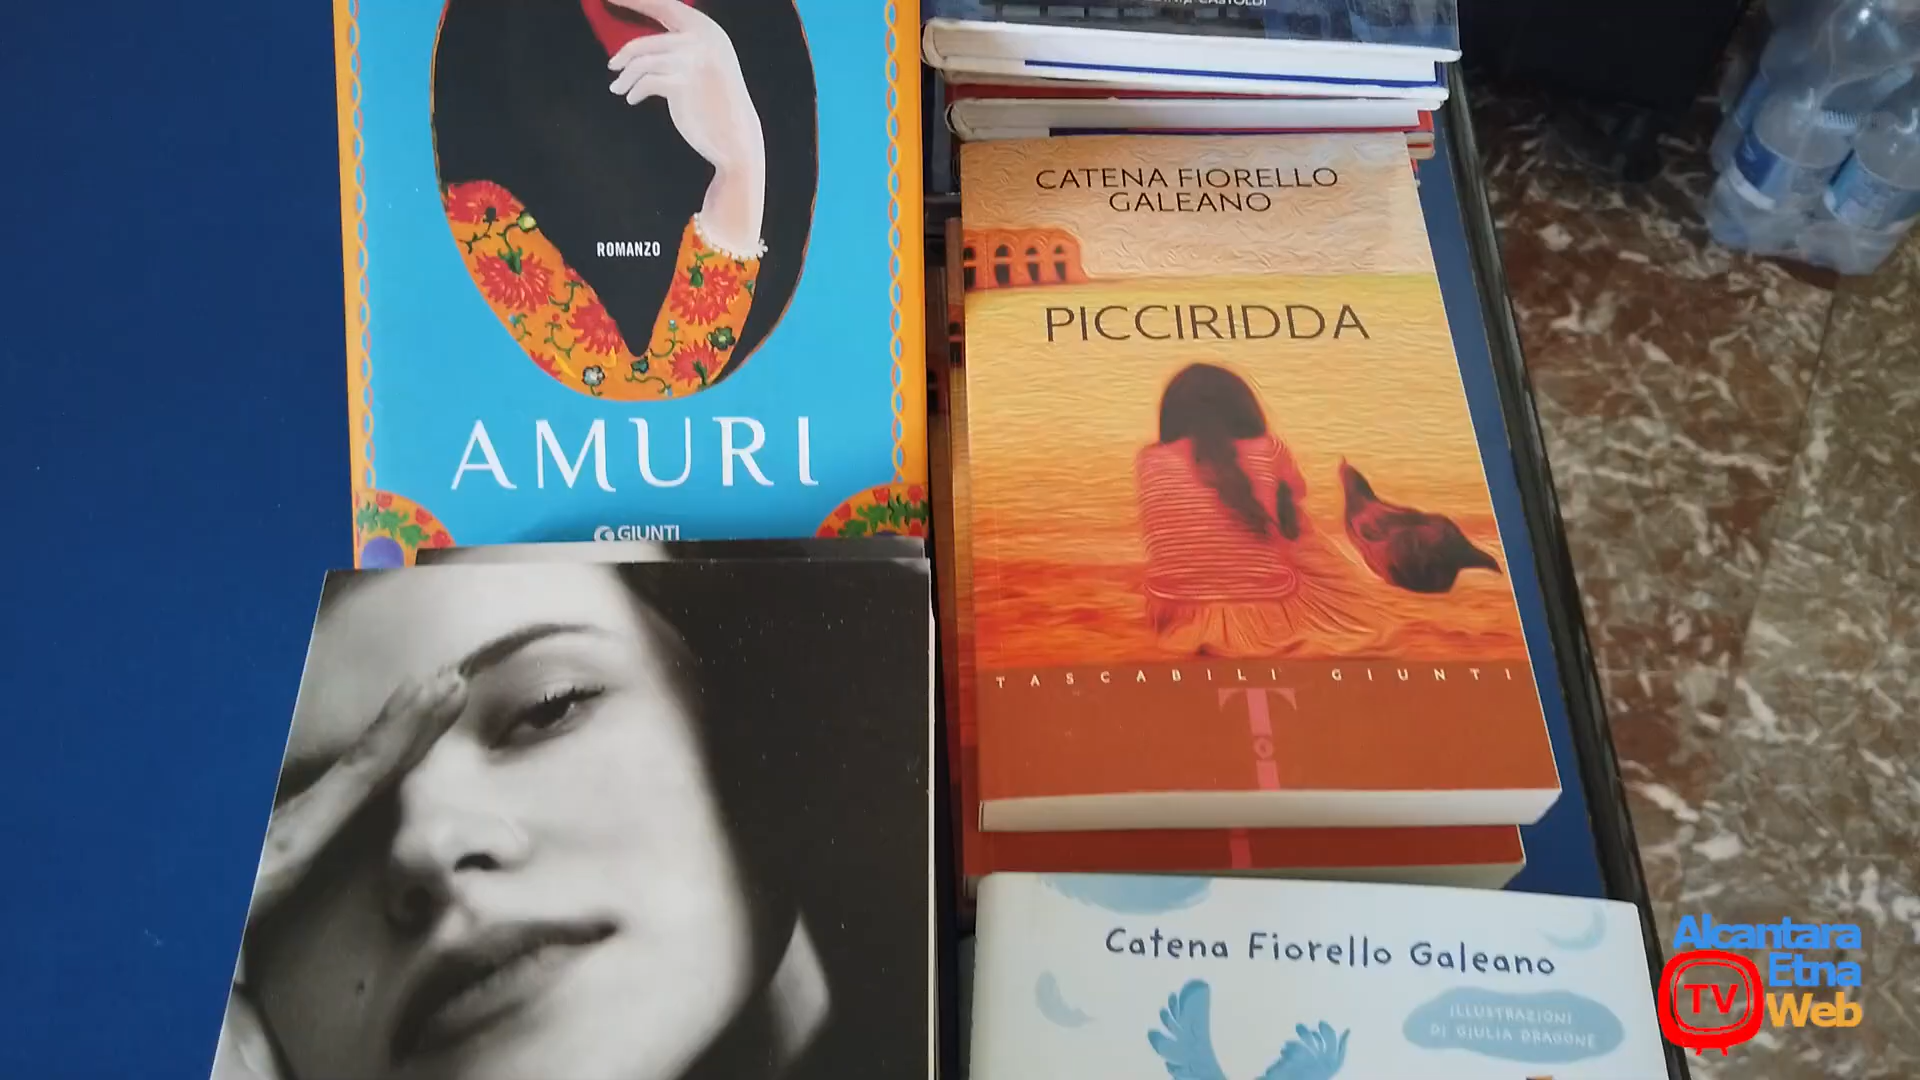 ROMANZO
AMURI
GIUNTI
CASTOLDI
CATENA FIORELLO
GALEANO
PICCIRIDDA
TASCABILI GIUNTI
T
Catena Fiorello Galeano
ILLUSTRAZIONI
DI GIULIA DRAGONE
Alcantara
Etna
TV Web